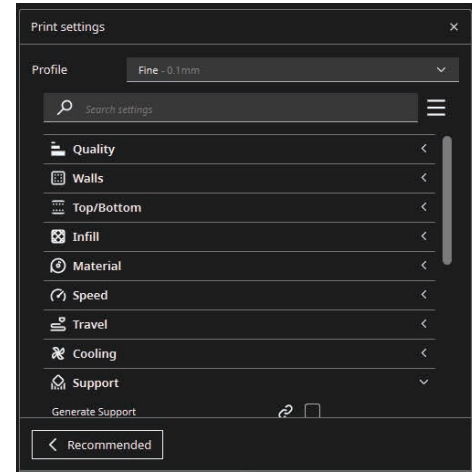 Print settings
Profile
Fine - 0.1mm
Search settings
Quality
Walls
Top/Bottom
Infill
Material
Speed
Travel
Cooling
Support
Generate Support
Recommended